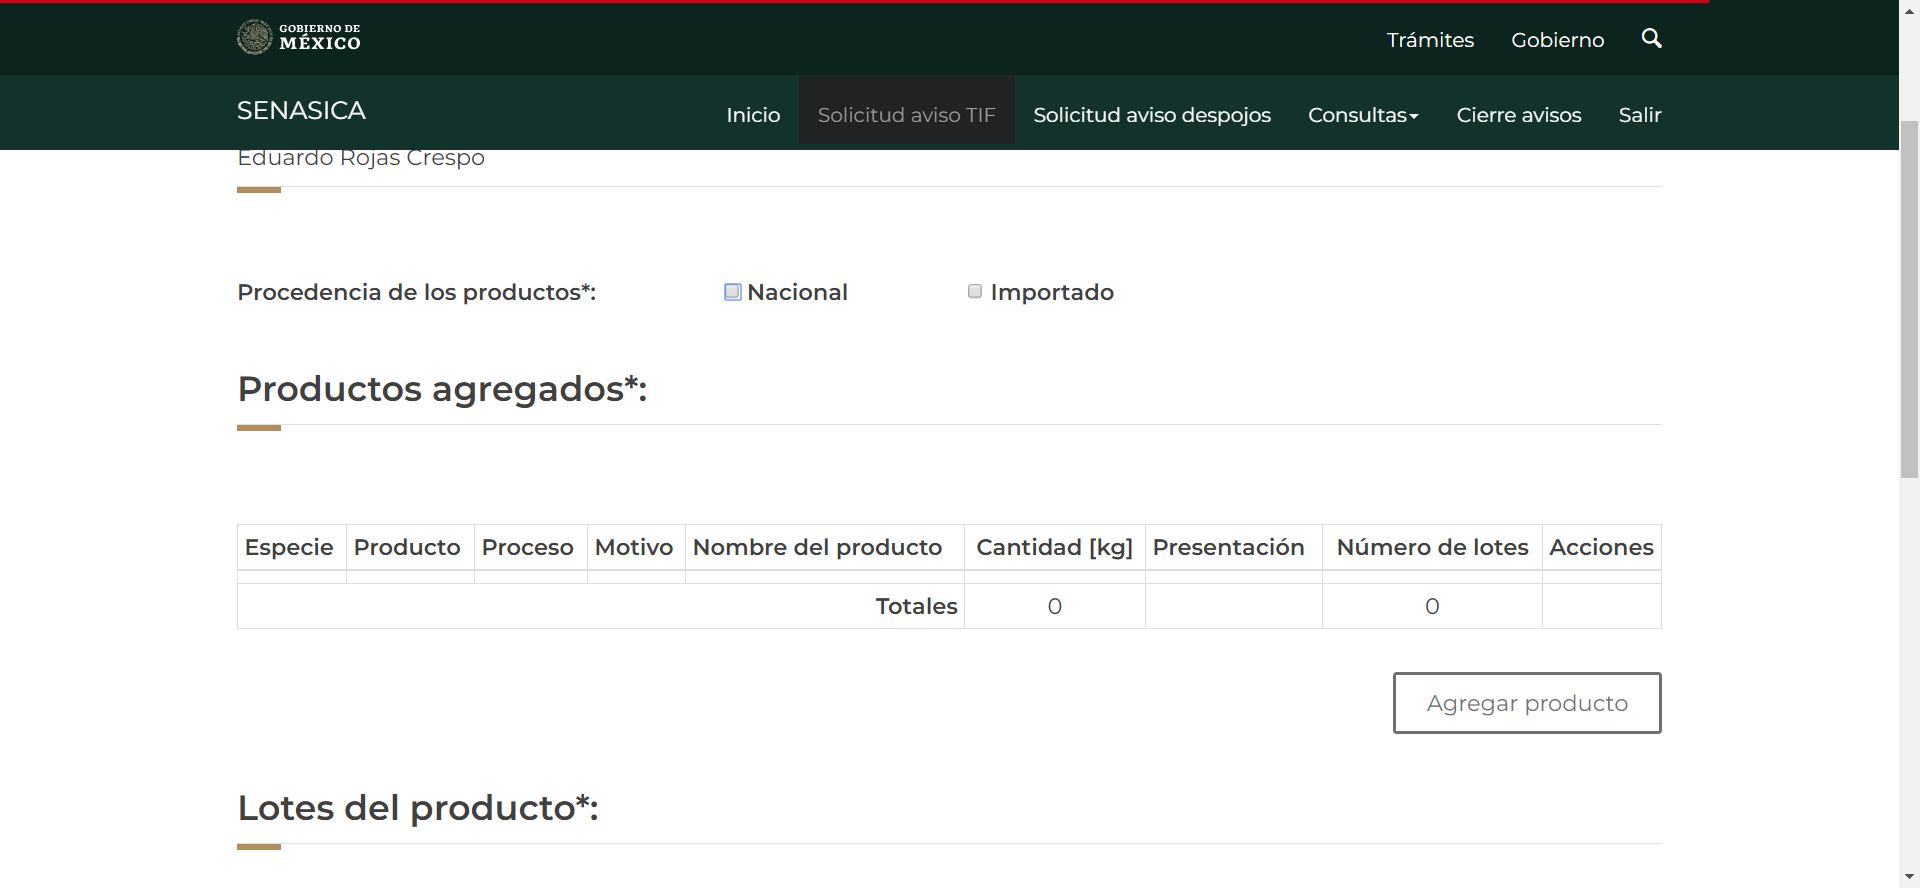 GOBIERNO DE
MÉXICO
Trámites Gobierno
SENASICA
Inicio Solicitud aviso TIF Solicitud aviso despojos Consultas Cierre avisos Salir
Eduardo Rojas Crespo
Procedencia de los productos*: Nacional Importado
Productos agregados*:
Especie Producto Proceso Motivo Nombre del producto Cantidad [kg] Presentación Número de lotes Acciones
Totales 0 0
Agregar producto
Lotes del producto*: